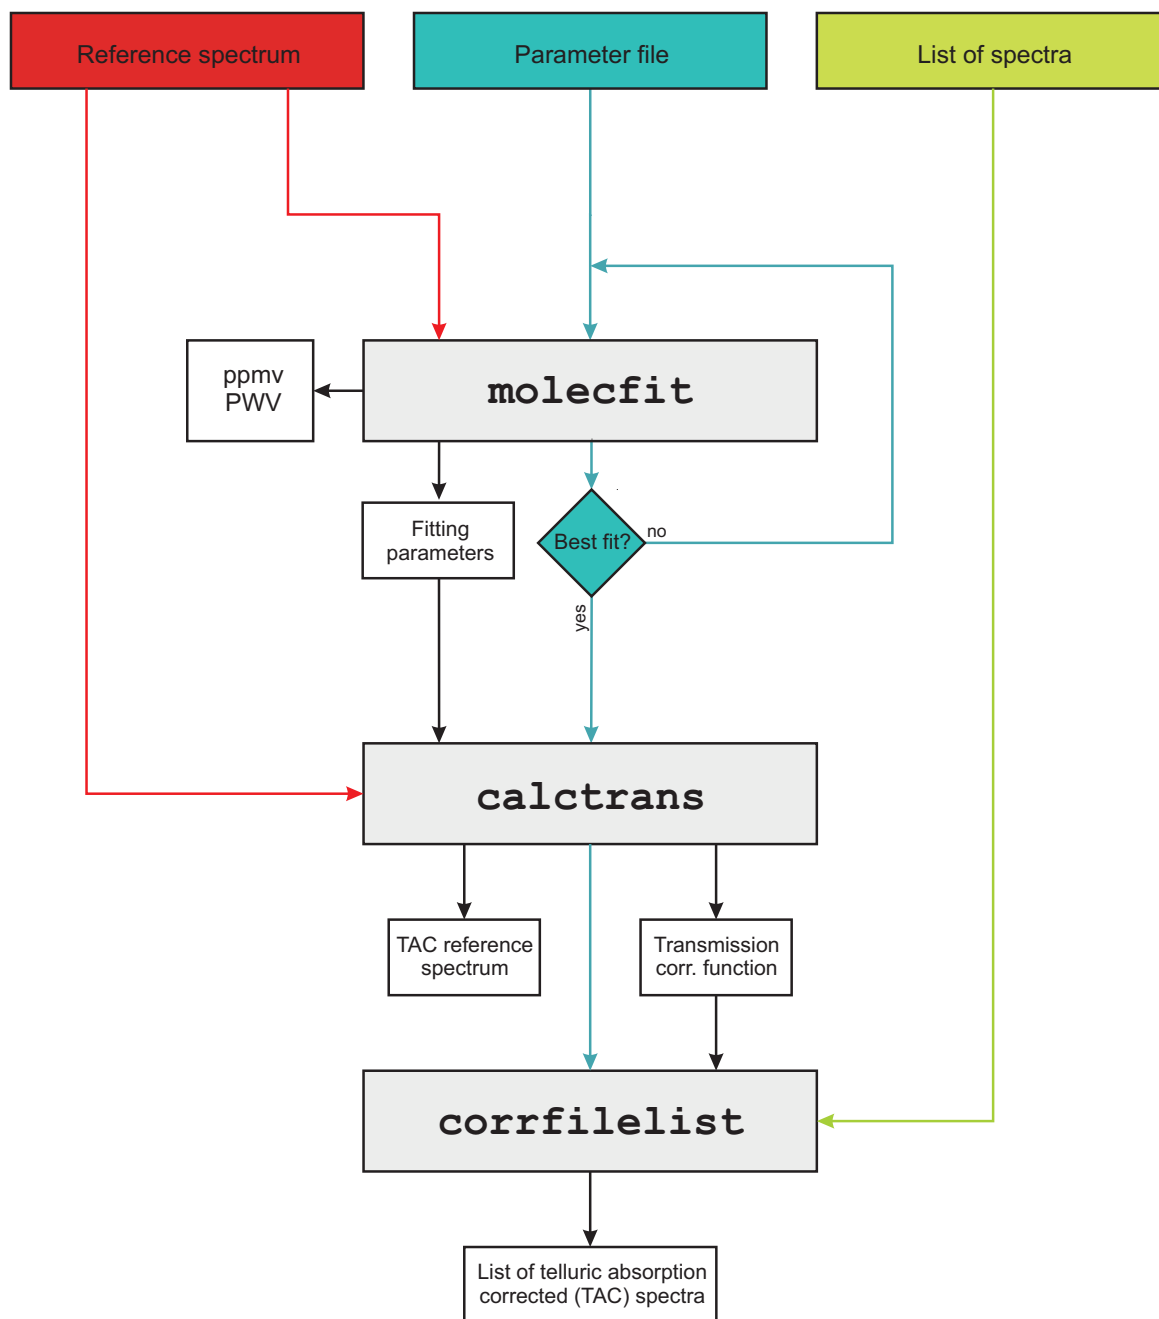 Reference spectrum
Parameter file
List of spectra
ppmv
PWV
molecfit
Fitting
parameters
Best fit?
no
yes
calctrans
TAC reference
spectrum
Transmission
corr. function
corrfilelist
List of telluric absorption
corrected (TAC) spectra